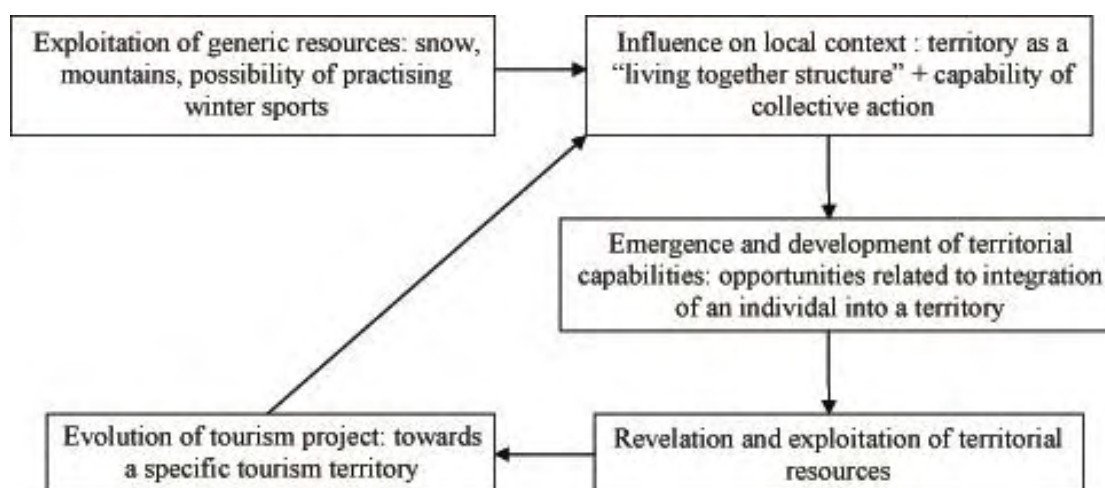 Exploitation of generic resources: snow,
mountains, possibility of practising
winter sports
Influence on local context : territory as a
“living together structure” + capability of
collective action
Emergence and development of territorial
capabilities: opportunities related to integration
of an individal into a territory
Revelation and exploitation of territorial
resources
Evolution of tourism project: towards
a specific tourism territory